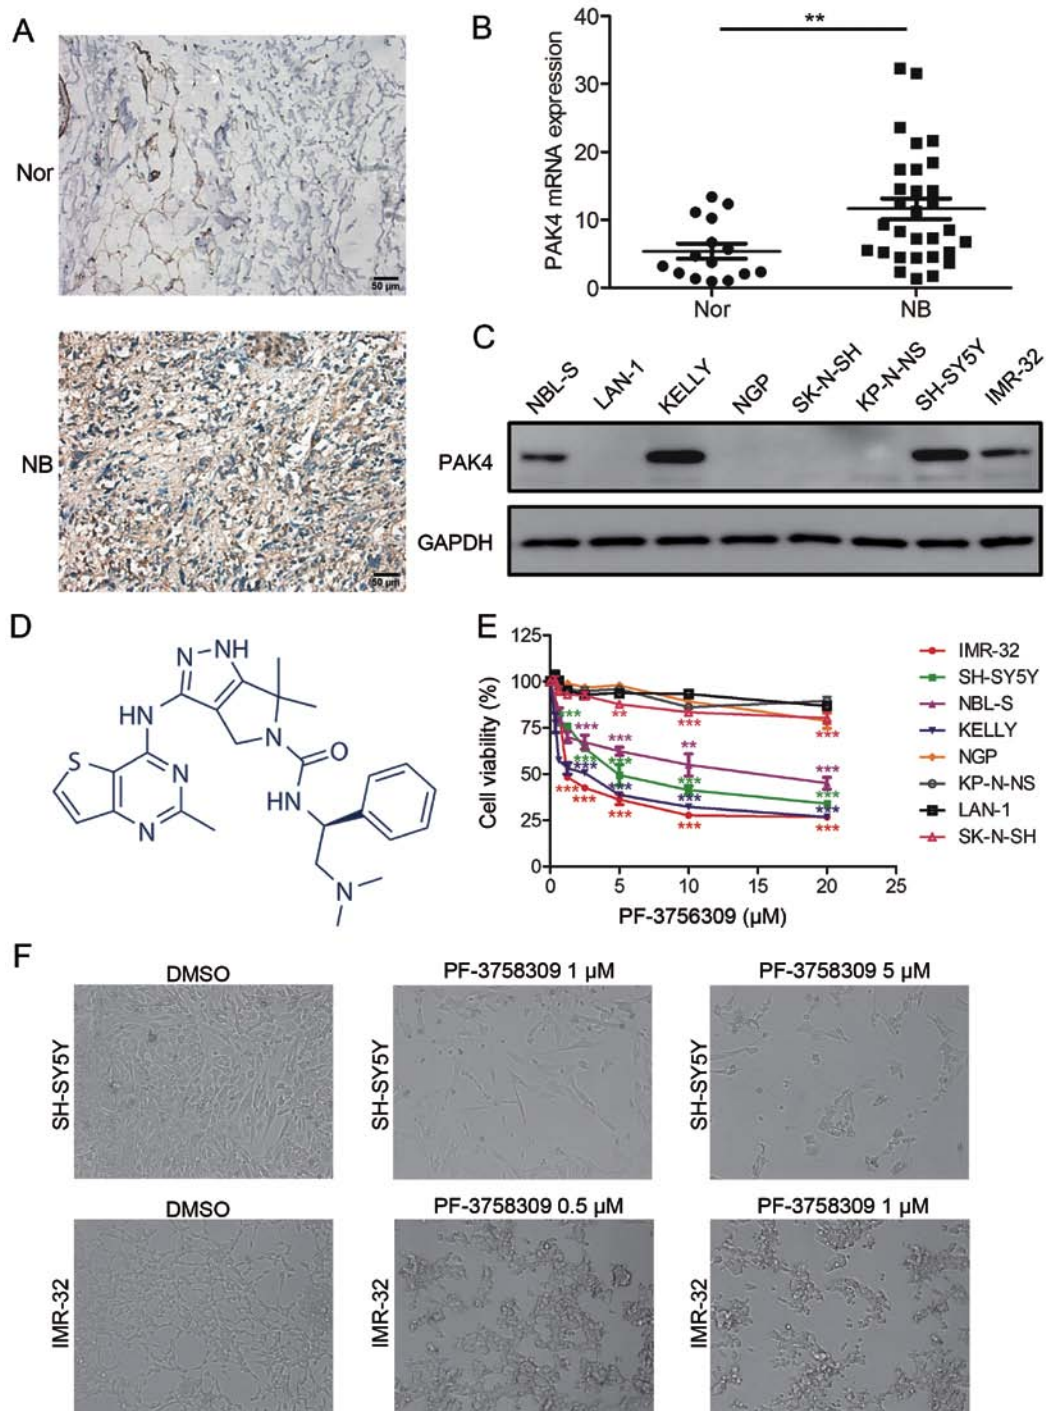 A
Nor
50 µm
NB
50 µm
B
**
PAK4 mRNA expression
40
30
20
10
0
Nor
NB
C
NBL-S
LAN-1
KELLY
NGP
SK-N-SH
KP-N-NS
SH-SY5Y
IMR-32
PAK4
GAPDH
D
N
NH
N
HN
S
N
N
O
HN
N
E
Cell viability (%)
125
100
75
50
25
0
0
5
10
15
20
25
PF-3756309 (µM)
***
***
***
**
***
***
***
***
***
***
***
***
***
***
**
***
***
***
***
***
***
***
IMR-32
SH-SY5Y
NBL-S
KELLY
NGP
KP-N-NS
LAN-1
SK-N-SH
F
DMSO
PF-3758309 1 µM
PF-3758309 5 µM
SH-SY5Y
SH-SY5Y
SH-SY5Y
DMSO
PF-3758309 0.5 µM
PF-3758309 1 µM
IMR-32
IMR-32
IMR-32